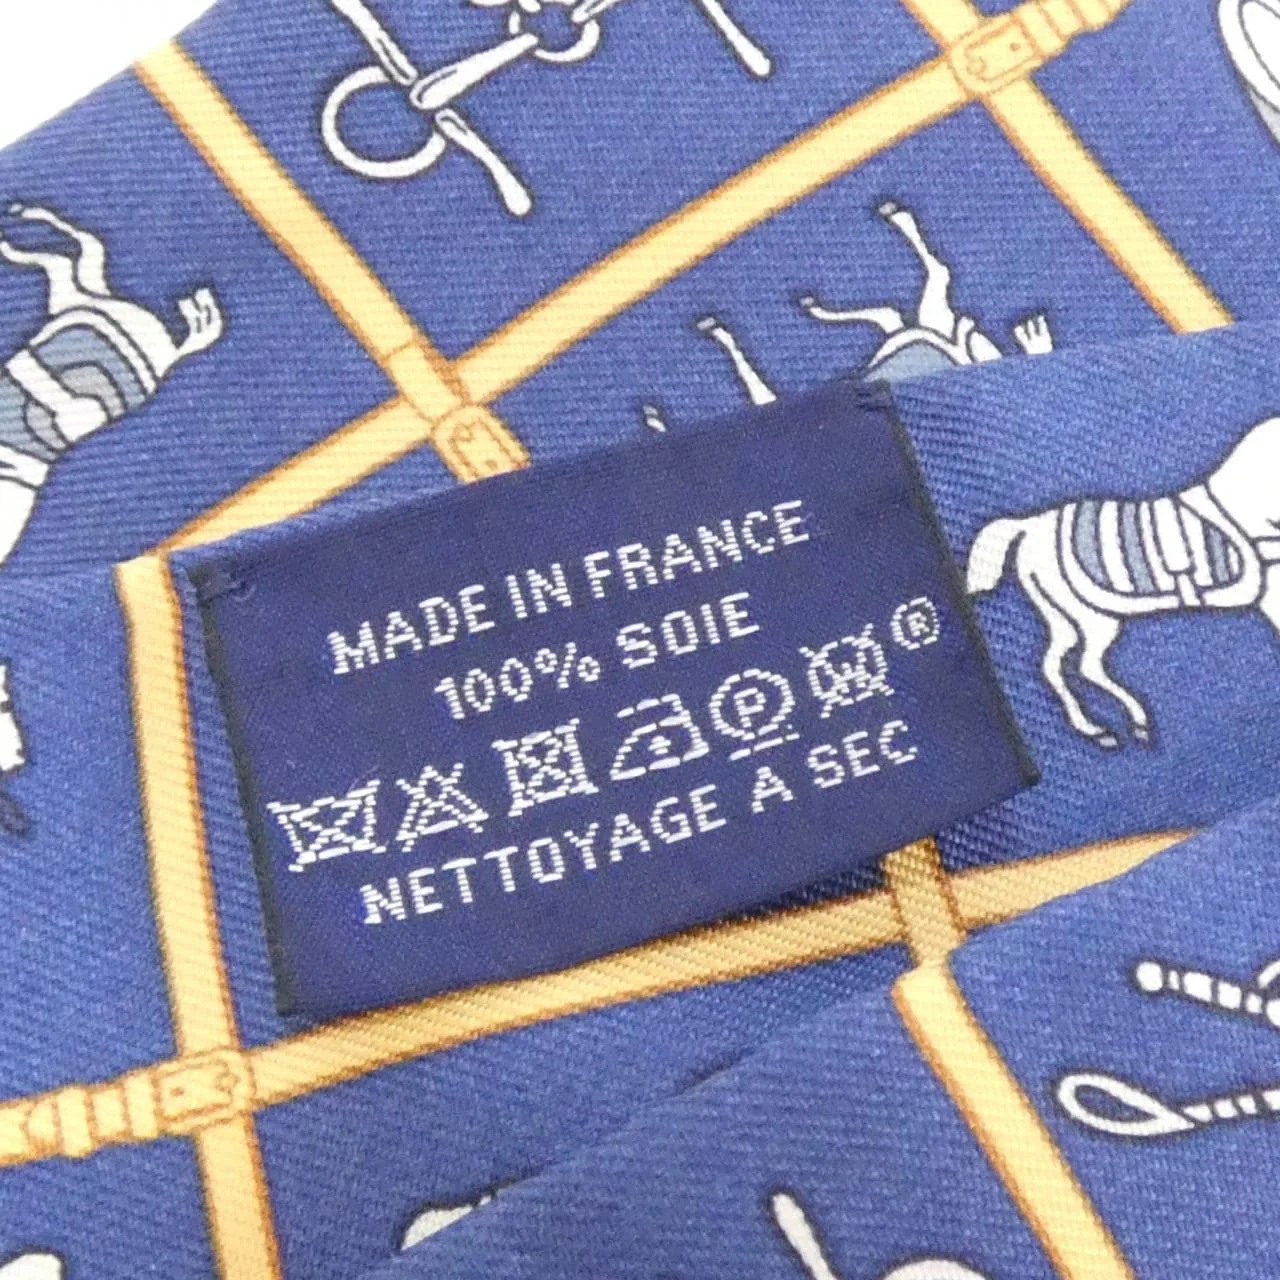 MADE IN FRANCE
100% SOIE
P ®
NETTOYAGE A SEC